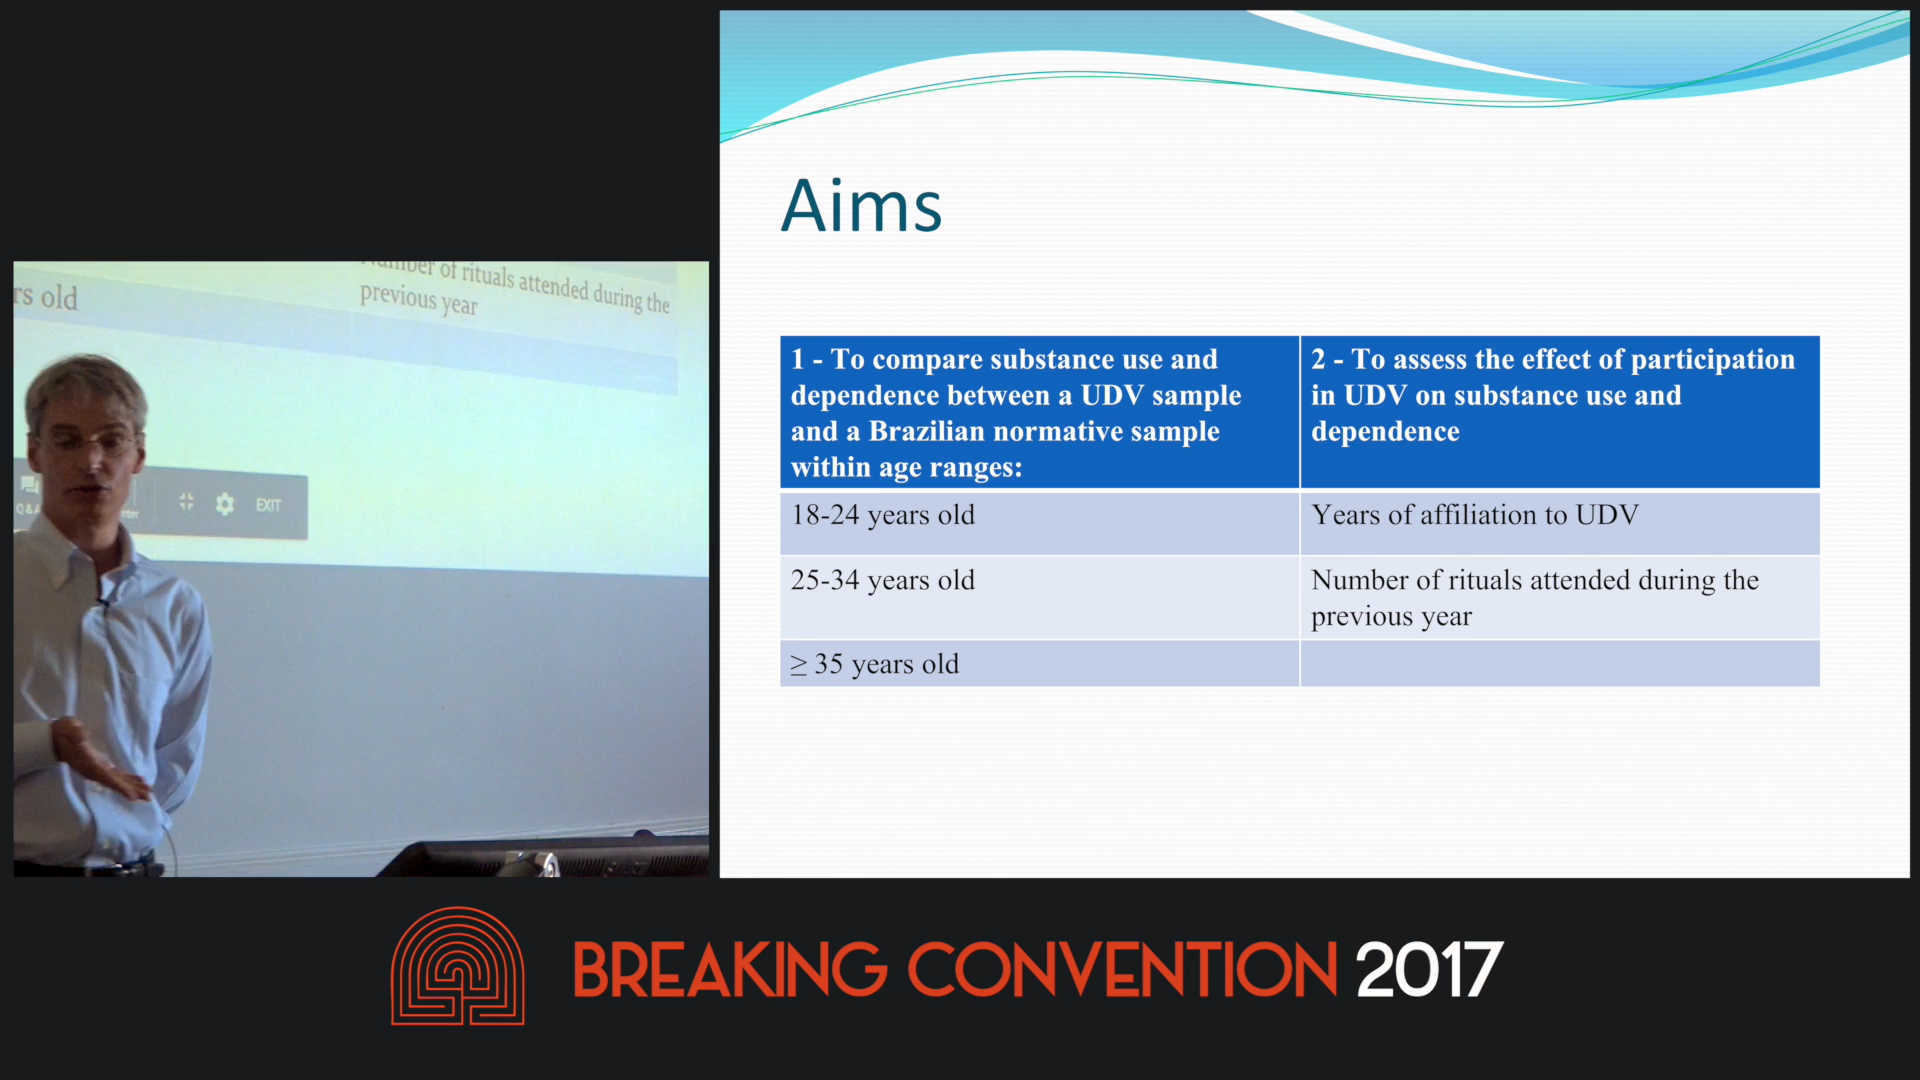 Number of rituals attended during the
previous year
rs old
Q&A
EXIT
Aims
1 - To compare substance use and
dependence between a UDV sample
and a Brazilian normative sample
within age ranges:
2 - To assess the effect of participation
in UDV on substance use and
dependence
18-24 years old
Years of affiliation to UDV
25-34 years old
Number of rituals attended during the
previous year
≥ 35 years old
BREAKING CONVENTION 2017